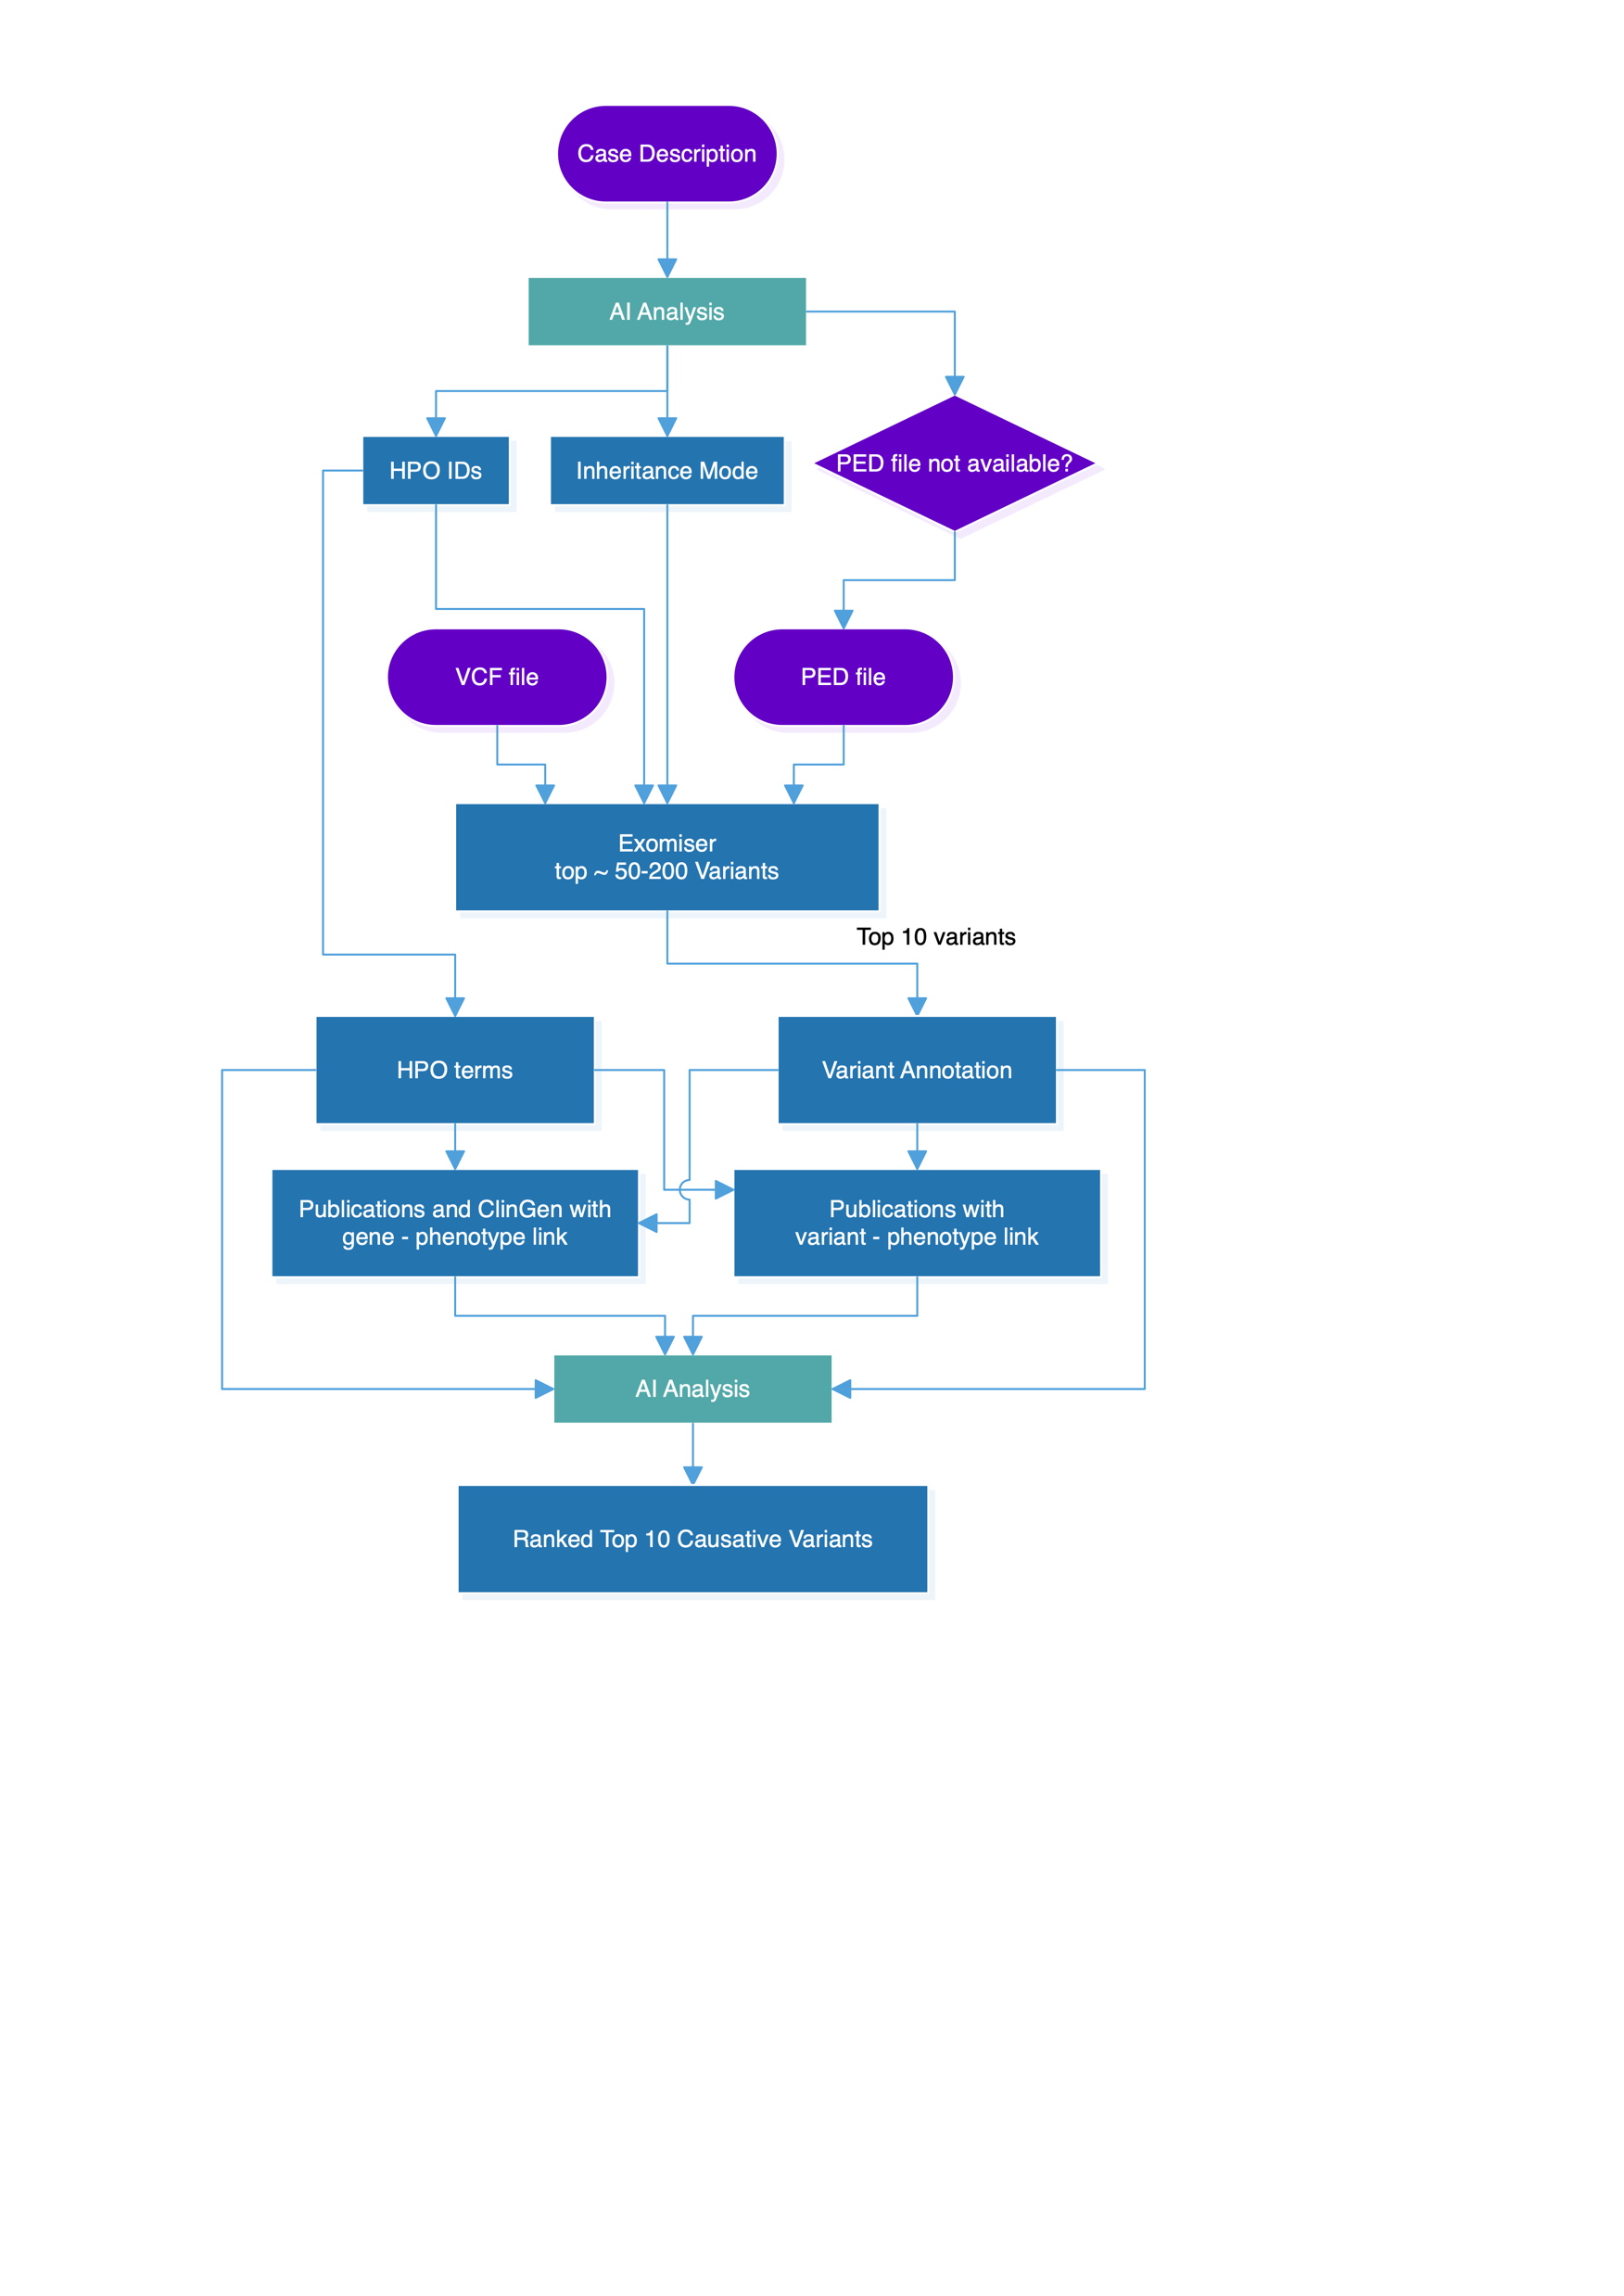 Case Description
AI Analysis
HPO IDs
Inheritance Mode
PED file not available?
VCF file
PED file
Exomiser
top ~ 50-200 Variants
Top 10 variants
HPO terms
Variant Annotation
Publications and ClinGen with
gene - phenotype link
Publications with
variant - phenotype link
AI Analysis
Ranked Top 10 Causative Variants